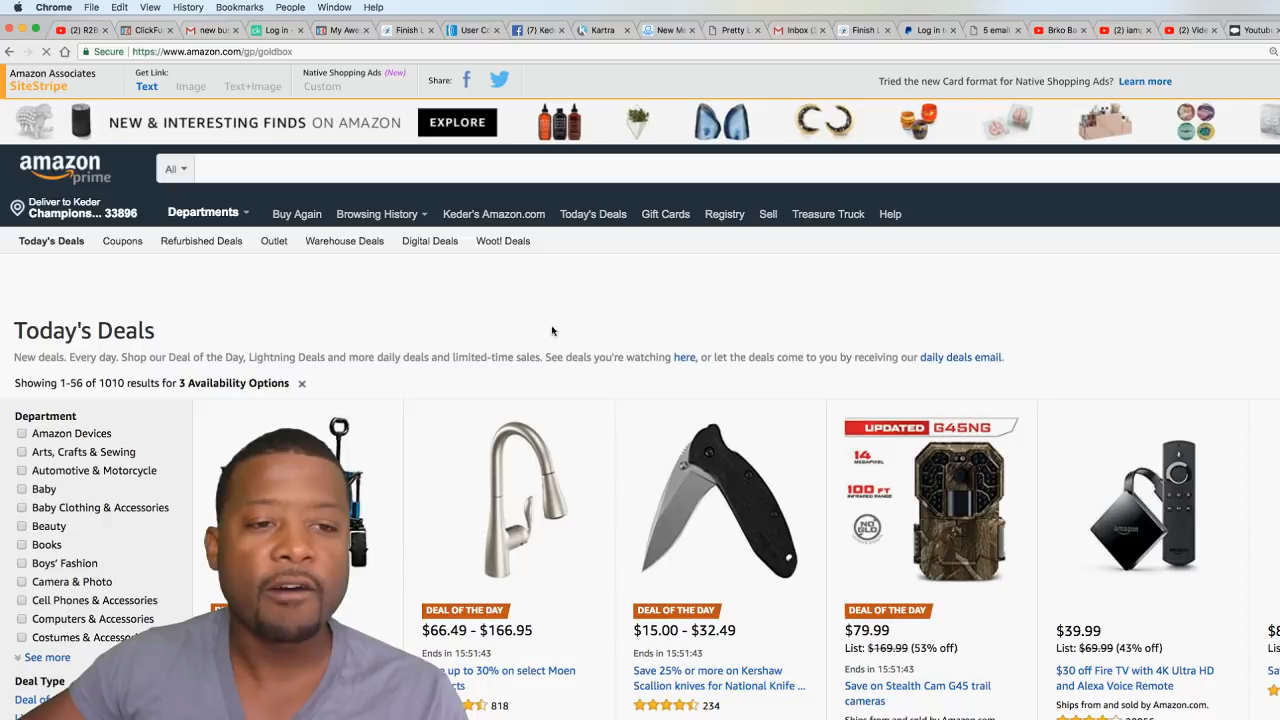 Chrome File Edit View History Bookmarks People Window Help
(2) R2B ClickFu new bu Log in - My Awe Finish L User Co (7) Ked Kartra New Me Pretty L Inbox ( Finish L Log in t 5 email Brko Ba (2) iam (2) Vide Youtub
Secure https://www.amazon.com/gp/goldbox
Amazon Associates
SiteStripe
Get Link:
Text Image Text+Image
Native Shopping Ads (New)
Custom
Share:
Tried the new Card format for Native Shopping Ads? Learn more
NEW & INTERESTING FINDS ON AMAZON EXPLORE
amazon
prime
All
Deliver to Keder
Champions... 33896
Departments Buy Again Browsing History Keder's Amazon.com Today's Deals Gift Cards Registry Sell Treasure Truck Help
Today's Deals Coupons Refurbished Deals Outlet Warehouse Deals Digital Deals Woot! Deals
Today's Deals
New deals. Every day. Shop our Deal of the Day, Lightning Deals and more daily deals and limited-time sales. See deals you're watching here, or let the deals come to you by receiving our daily deals email.
Showing 1-56 of 1010 results for 3 Availability Options
Department
Amazon Devices
Arts, Crafts & Sewing
Automotive & Motorcycle
Baby
Baby Clothing & Accessories
Beauty
Books
Boys' Fashion
Camera & Photo
Cell Phones & Accessories
Computers & Accessories
Costumes & Accesso
See more
Deal Type
Deal of
DEAL OF THE DAY
$66.49 - $166.95
Ends in 15:51:43
up to 30% on select Moen
cts
818
DEAL OF THE DAY
$15.00 - $32.49
Ends in 15:51:43
Save 25% or more on Kershaw
Scallion knives for National Knife ...
234
UPDATED G45NG
14
MEGAPIXEL
100 FT
INFRARED RANGE
NO GLO
DEAL OF THE DAY
$79.99
List: $169.99 (53% off)
Ends in 15:51:43
Save on Stealth Cam G45 trail
cameras
Ships from and sold by Amazon.com
amazon
$39.99
List: $69.99 (43% off)
$30 off Fire TV with 4K Ultra HD
and Alexa Voice Remote
Ships from and sold by Amazon.com.